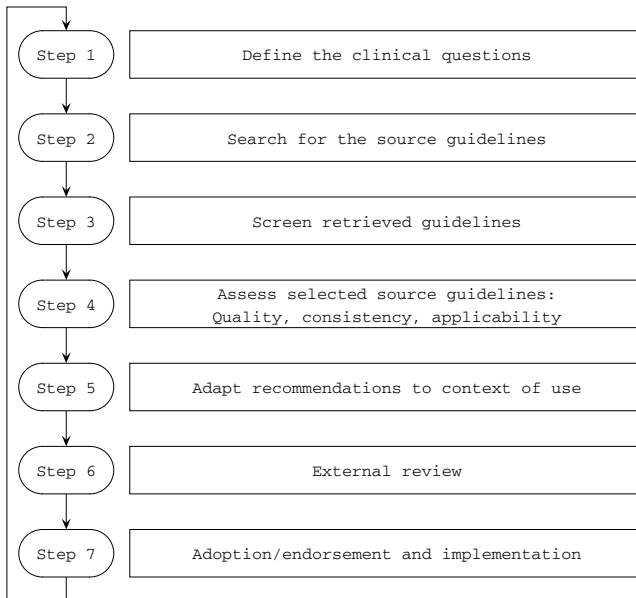 Step 1
Define the clinical questions
Step 2
Search for the source guidelines
Step 3
Screen retrieved guidelines
Step 4
Assess selected source guidelines:
Quality, consistency, applicability
Step 5
Adapt recommendations to context of use
Step 6
External review
Step 7
Adoption/endorsement and implementation